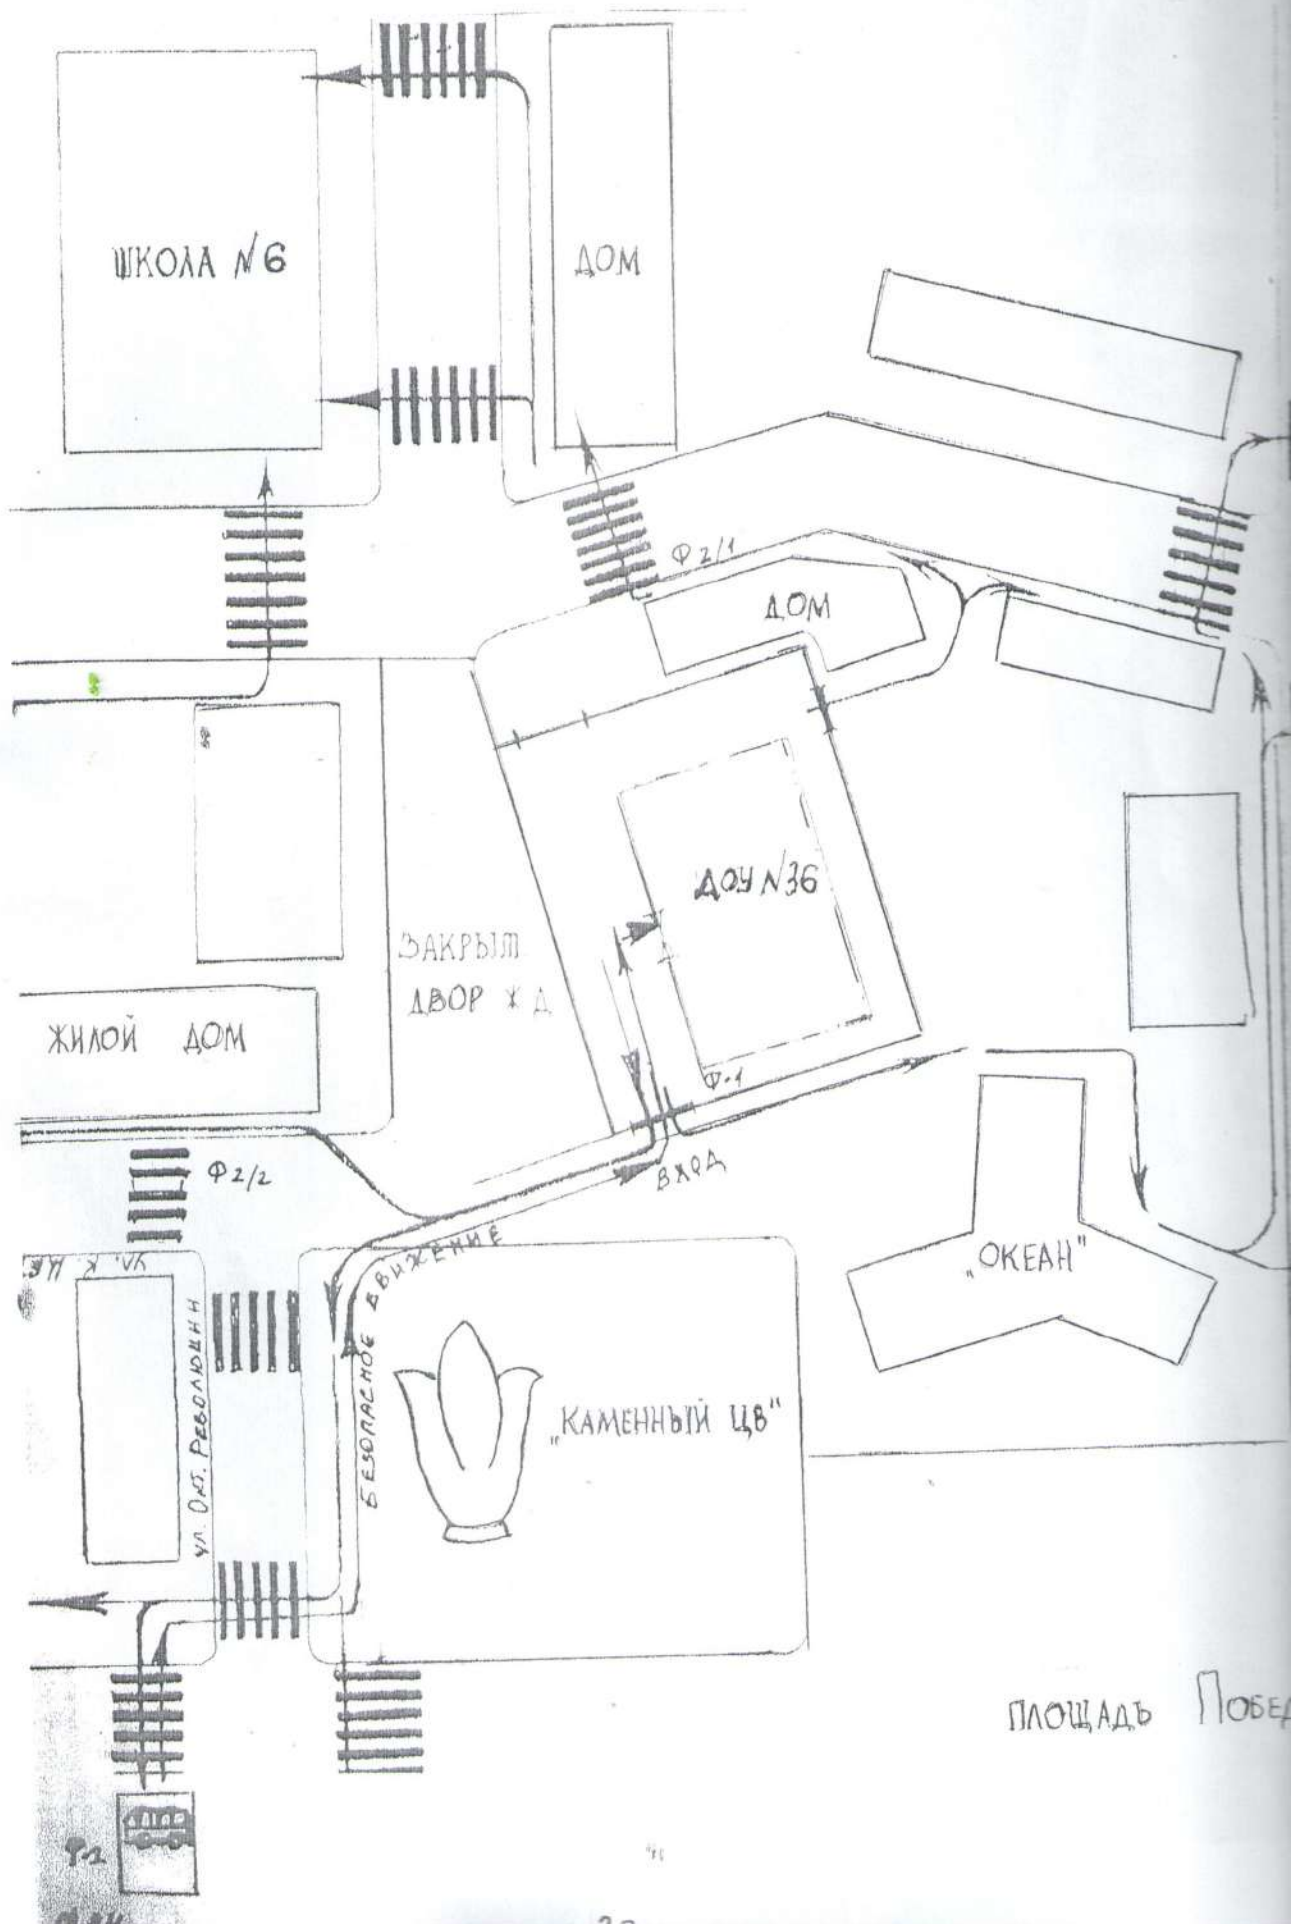 ШКОЛА №6
ДОМ
Ф 2/1
ДОМ
ДОУ №36
ЗАКРЫТ
ДВОР Ж Д
ЖИЛОЙ ДОМ
Ф-1
ВХОД
Ф 2/2
БЕЗОПАСНОЕ ДВИЖЕНИЕ
„ОКЕАН"
ул. Окт. Революции
„КАМЕННЫЙ ЦВ"
ПЛОЩАДЬ ПОБЕД